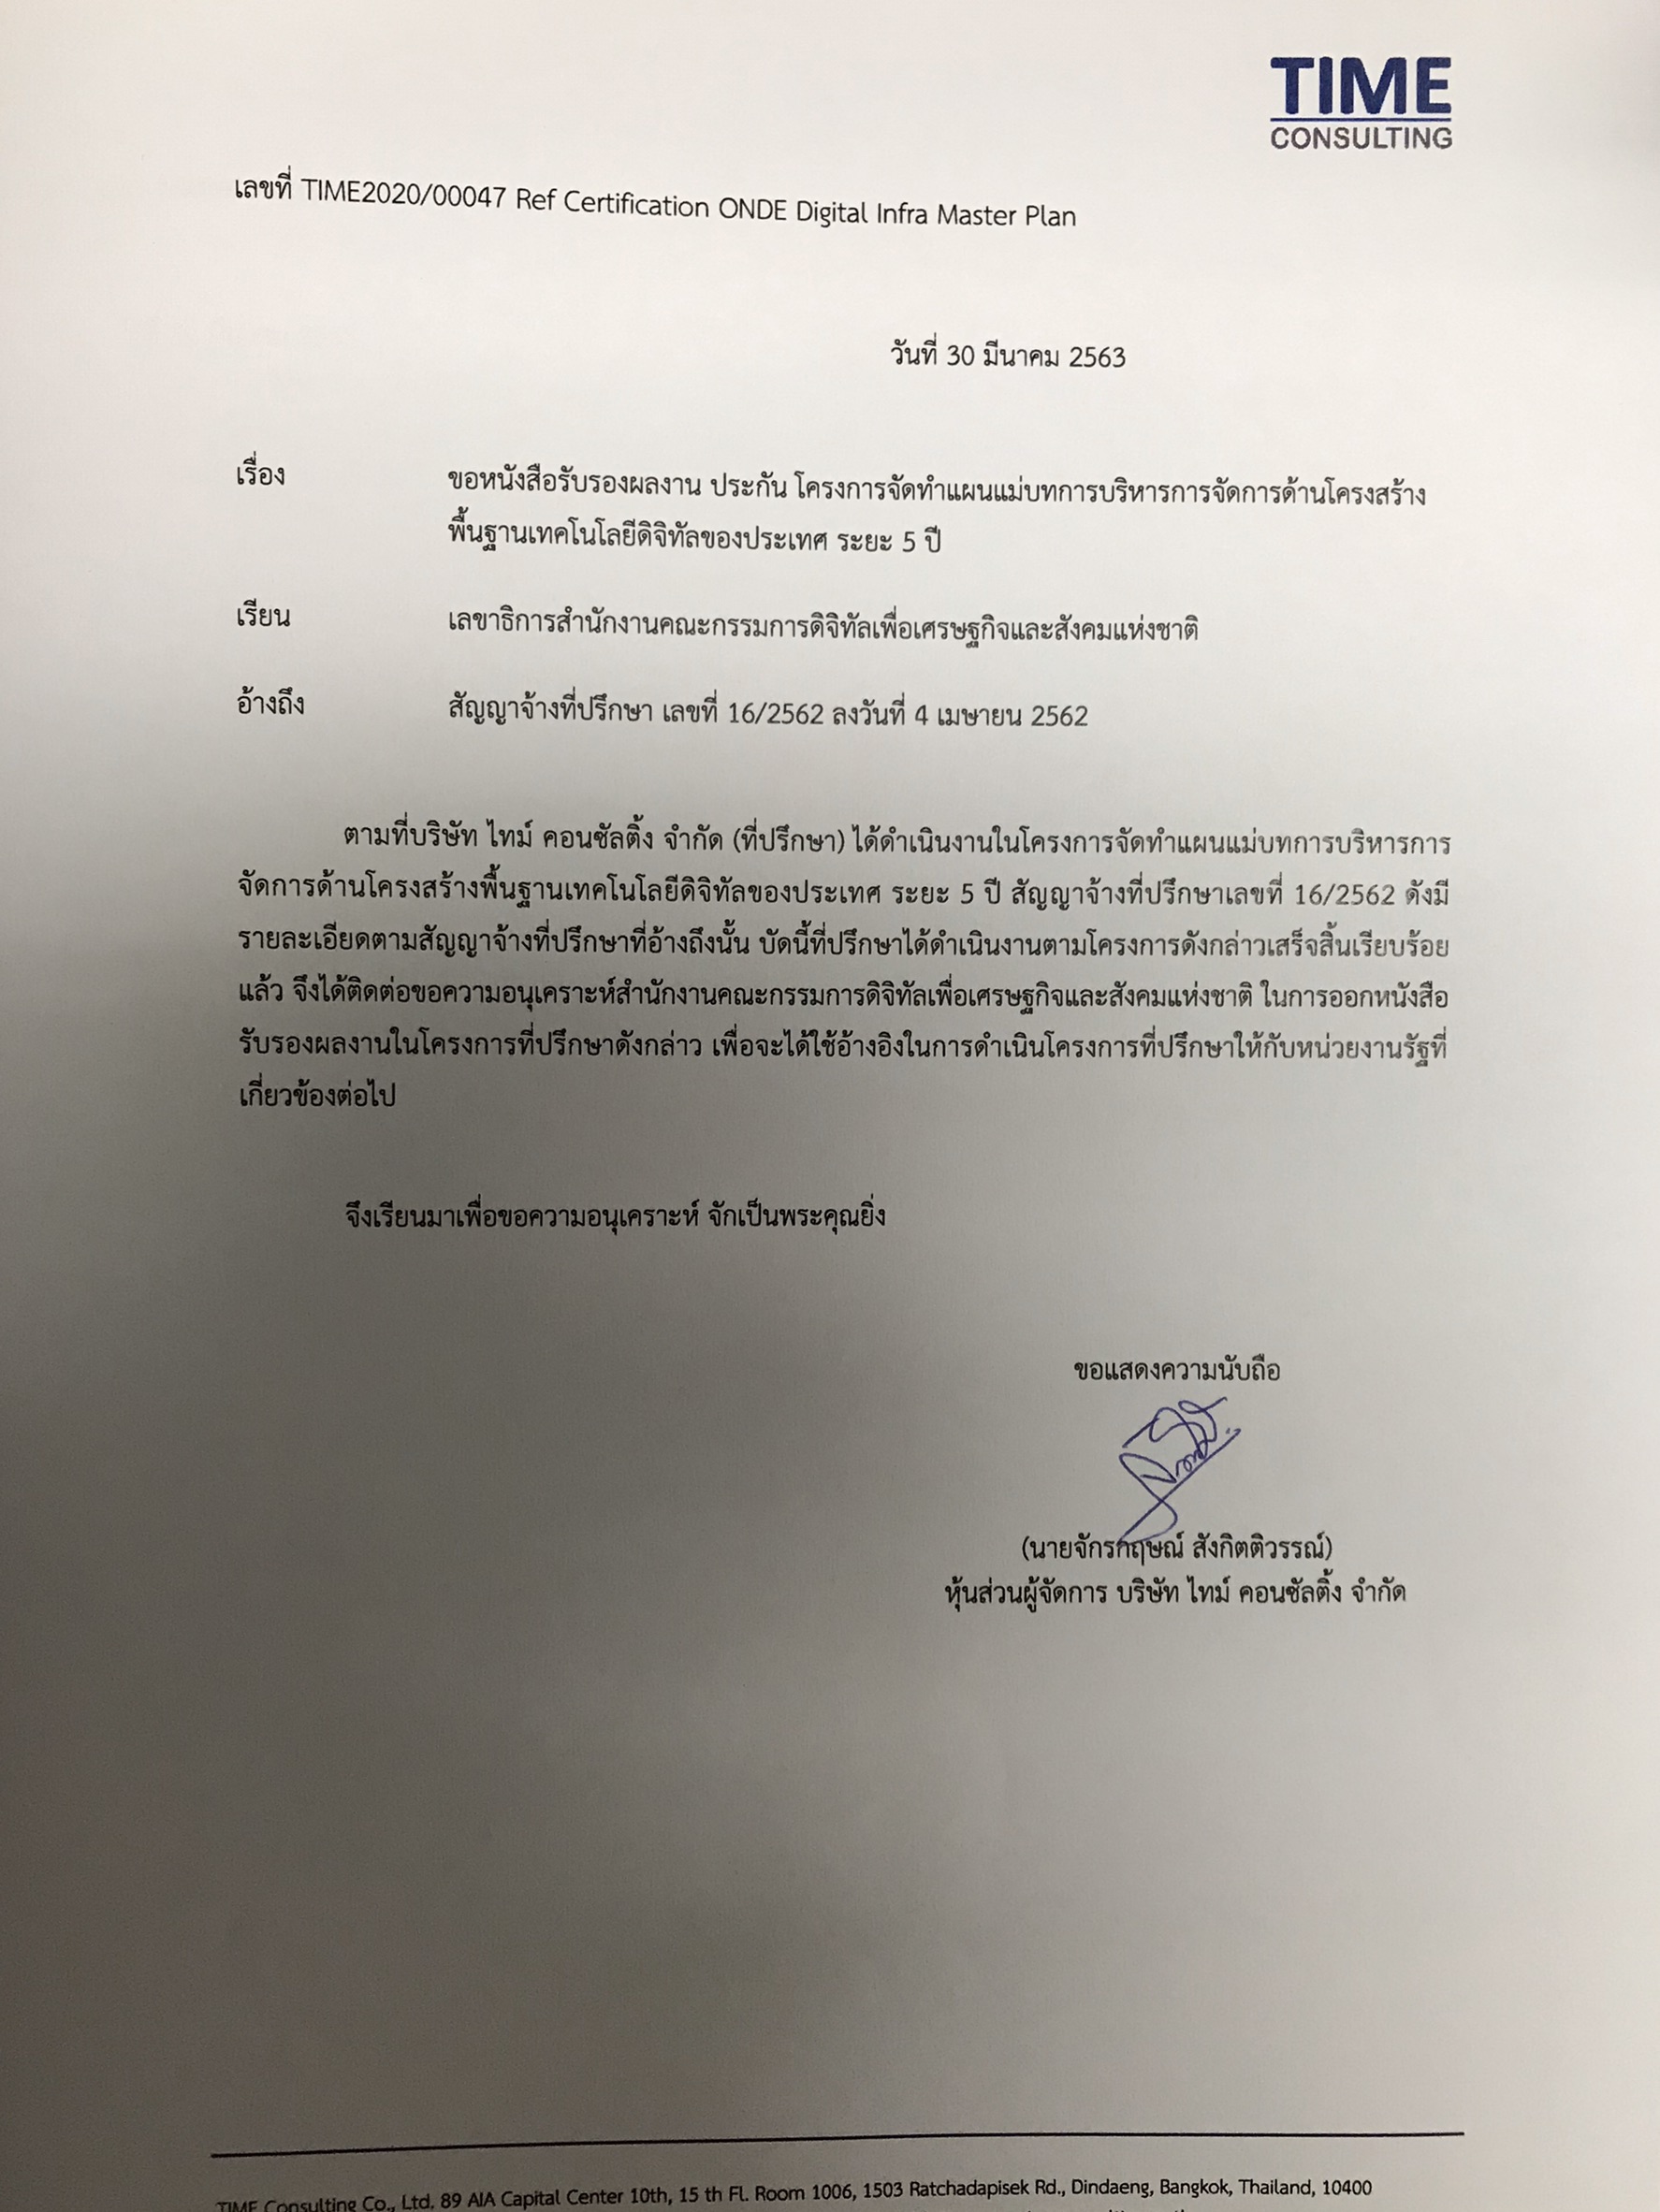 TIME
CONSULTING
เลขที่ TIME2020/00047 Ref Certification ONDE Digital Infra Master Plan
วันที่ 30 มีนาคม 2563
เรื่อง ขอหนังสือรับรองผลงาน ประกัน โครงการจัดทำแผนแม่บทการบริหารการจัดการด้านโครงสร้าง
พื้นฐานเทคโนโลยีดิจิทัลของประเทศ ระยะ 5 ปี
เรียน เลขาธิการสำนักงานคณะกรรมการดิจิทัลเพื่อเศรษฐกิจและสังคมแห่งชาติ
อ้างถึง สัญญาจ้างที่ปรึกษา เลขที่ 16/2562 ลงวันที่ 4 เมษายน 2562
ตามที่บริษัท ไทม์ คอนซัลติ้ง จำกัด (ที่ปรึกษา) ได้ดำเนินงานในโครงการจัดทำแผนแม่บทการบริหารการ
จัดการด้านโครงสร้างพื้นฐานเทคโนโลยีดิจิทัลของประเทศ ระยะ 5 ปี สัญญาจ้างที่ปรึกษาเลขที่ 16/2562 ดังมี
รายละเอียดตามสัญญาจ้างที่ปรึกษาที่อ้างถึงนั้น บัดนี้ที่ปรึกษาได้ดำเนินงานตามโครงการดังกล่าวเสร็จสิ้นเรียบร้อย
แล้ว จึงได้ติดต่อขอความอนุเคราะห์สำนักงานคณะกรรมการดิจิทัลเพื่อเศรษฐกิจและสังคมแห่งชาติ ในการออกหนังสือ
รับรองผลงานในโครงการที่ปรึกษาดังกล่าว เพื่อจะได้ใช้อ้างอิงในการดำเนินโครงการที่ปรึกษาให้กับหน่วยงานรัฐที่
เกี่ยวข้องต่อไป
จึงเรียนมาเพื่อขอความอนุเคราะห์ จักเป็นพระคุณยิ่ง
ขอแสดงความนับถือ
(นายจักรกฤษณ์ สังกิตติวรรณ์)
หุ้นส่วนผู้จัดการ บริษัท ไทม์ คอนซัลติ้ง จำกัด
TIME Consulting Co., Ltd. 89 AIA Capital Center 10th, 15 th Fl. Room 1006, 1503 Ratchadapisek Rd., Dindaeng, Bangkok, Thailand, 10400